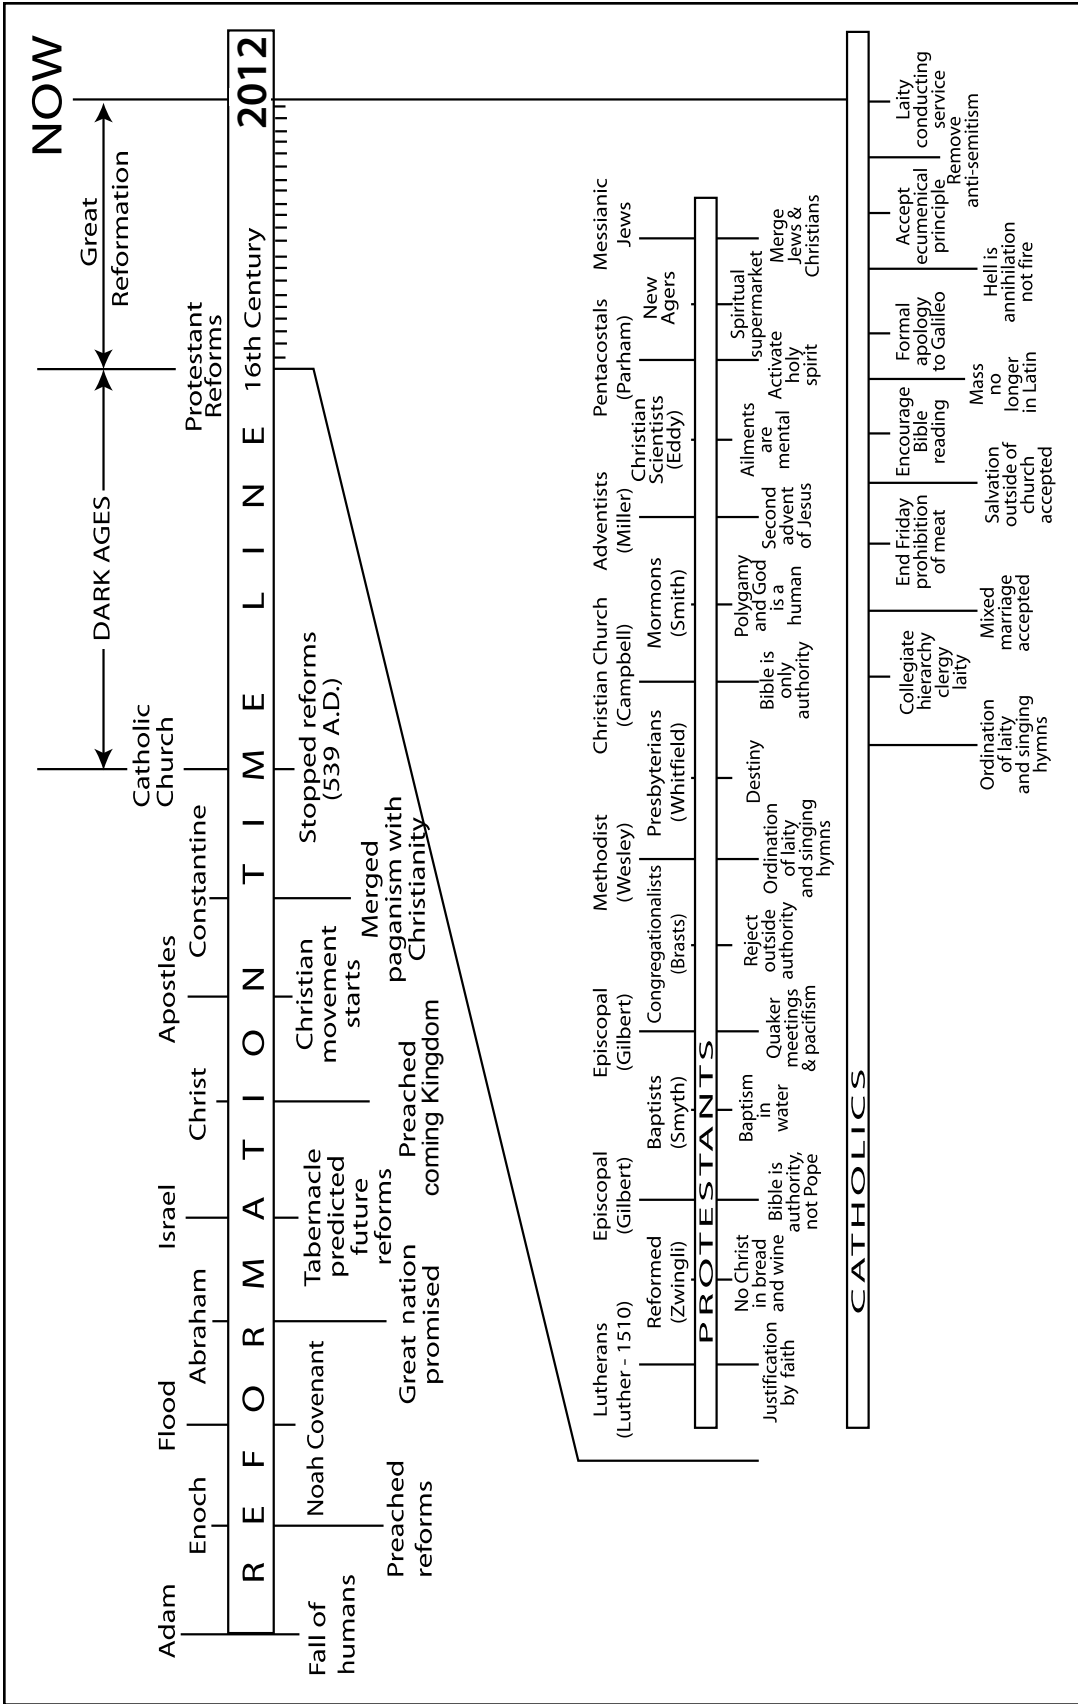 NOW
Great
Reformation
DARK AGES
Adam
Enoch
Flood
Abraham
Israel
Christ
Apostles
Constantine
Catholic
Church
Protestant
Reforms
REFORMATION TIME LINE
16th Century
2012
Fall of
humans
Preached
reforms
Noah Covenant
Great nation
promised
Tabernacle
predicted
future
reforms
Preached
coming Kingdom
Christian
movement
starts
Merged
paganism with
Christianity
Stopped reforms
(539 A.D.)
Lutherans
(Luther - 1510)
Reformed
(Zwingli)
Episcopal
(Gilbert)
Baptists
(Smyth)
Episcopal
(Gilbert)
Congregationalists
(Brasts)
Methodist
(Wesley)
Presbyterians
(Whitfield)
Christian Church
(Campbell)
Mormons
(Smith)
Adventists
(Miller)
Christian
Scientists
(Eddy)
Pentacostals
(Parham)
New
Agers
Messianic
Jews
PROTESTANTS
Justification
by faith
No Christ
in bread
and wine
Bible is
authority,
not Pope
Baptism
in
water
Quaker
meetings
& pacifism
Reject
outside
authority
Ordination
of laity
and singing
hymns
Destiny
Bible is
only
authority
Polygamy
and God
is a
human
Second
advent
of Jesus
Ailments
are
mental
Activate
holy
spirit
Spiritual
supermarket
Merge
Jews &
Christians
CATHOLICS
Ordination
of laity
and singing
hymns
Collegiate
hierarchy
clergy
laity
Mixed
marriage
accepted
End Friday
prohibition
of meat
Salvation
outside of
church
accepted
Encourage
Bible
reading
Mass
no
longer
in Latin
Formal
apology
to Galileo
Hell is
annihilation
not fire
Accept
ecumenical
principle
Remove
anti-semitism
Laity
conducting
service